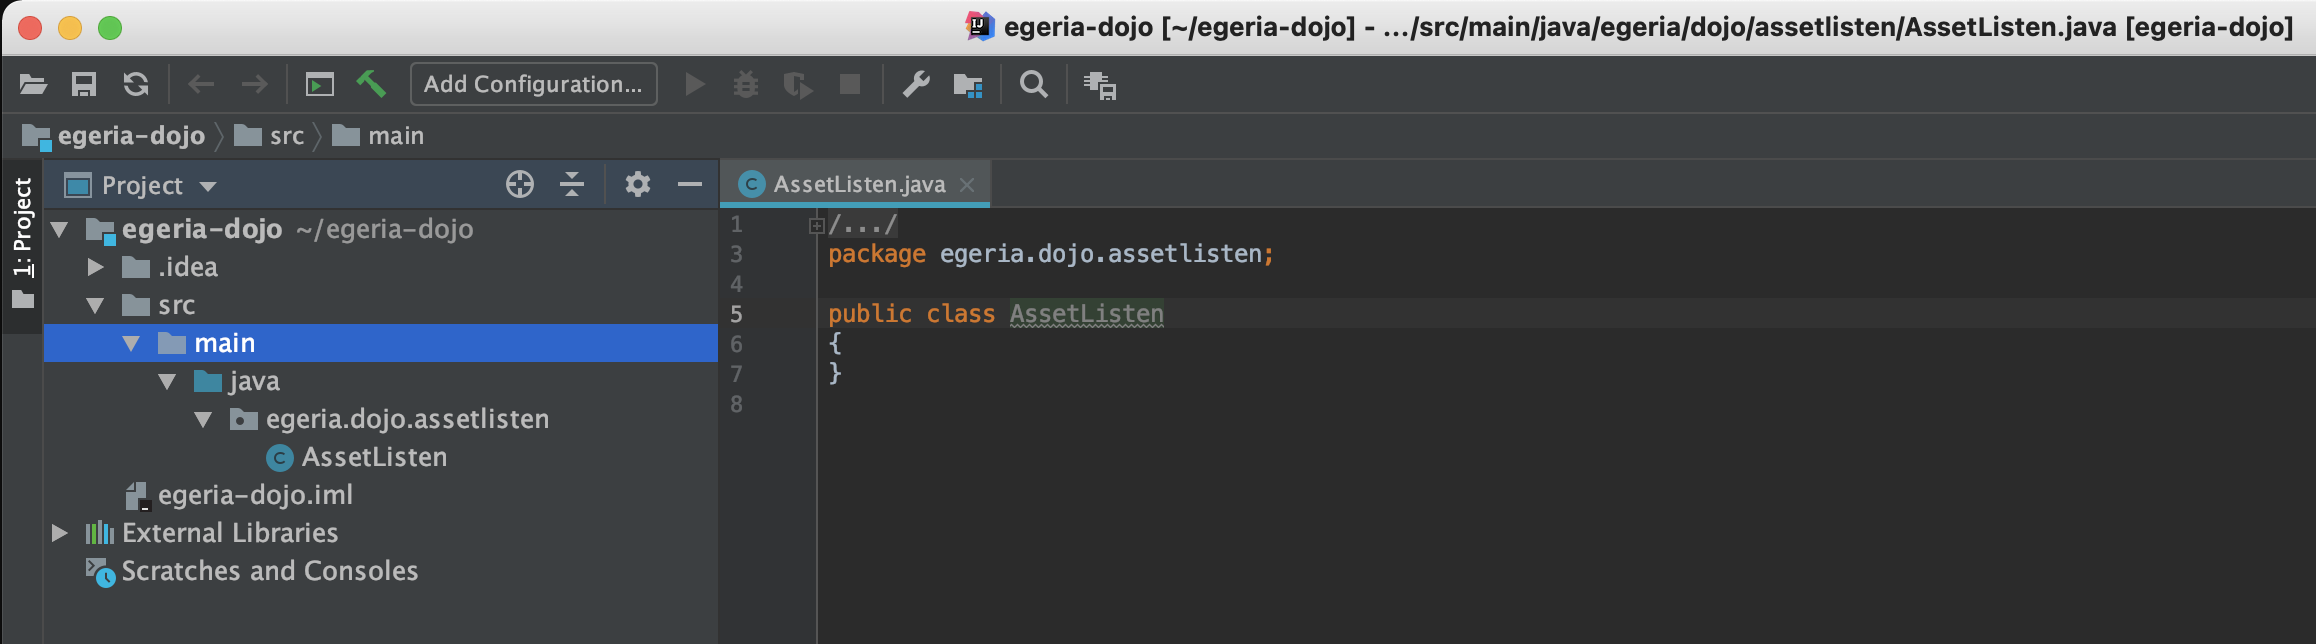 egeria-dojo [~/egeria-dojo] - .../src/main/java/egeria/dojo/assetlisten/AssetListen.java [egeria-dojo]
Add Configuration...
egeria-dojo src main
1: Project
Project
AssetListen.java
egeria-dojo ~/egeria-dojo
.idea
src
main
java
egeria.dojo.assetlisten
AssetListen
egeria-dojo.iml
External Libraries
Scratches and Consoles
1 /.../
3 package egeria.dojo.assetlisten;
4
5 public class AssetListen
6 {
7 }
8